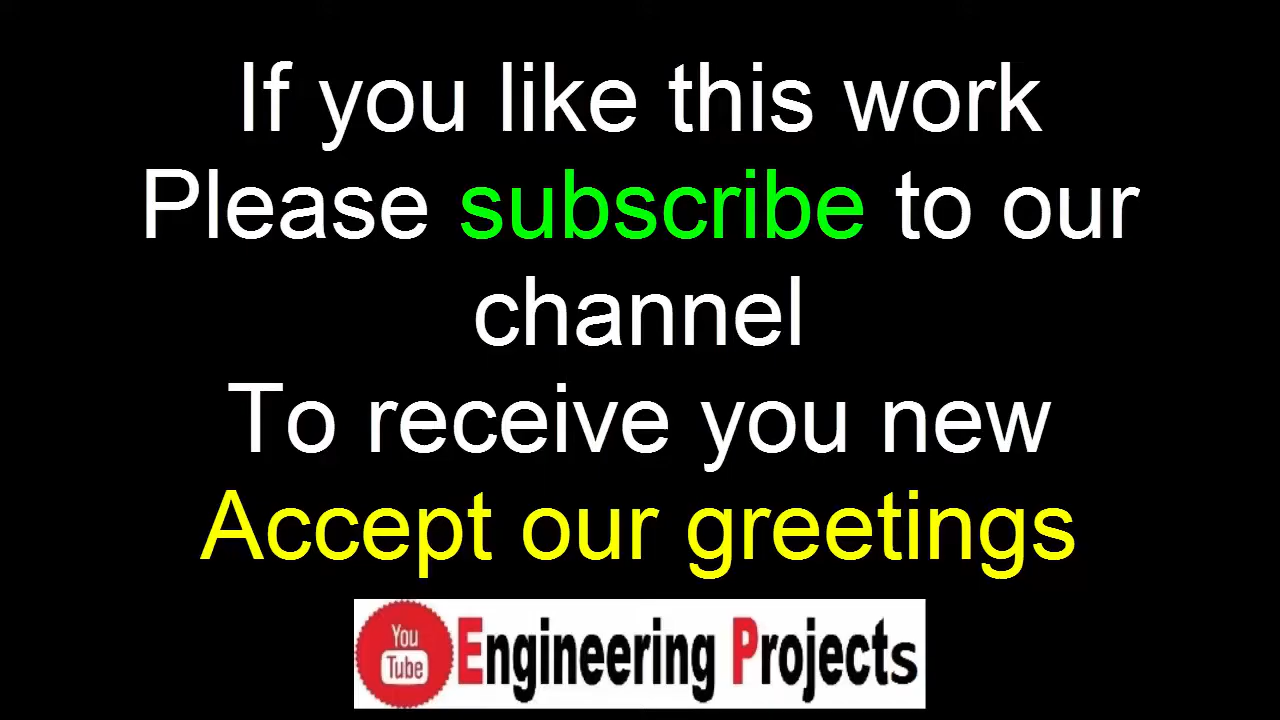 If you like this work
Please subscribe to our
channel
To receive you new
Accept our greetings
You
Tube
Engineering Projects